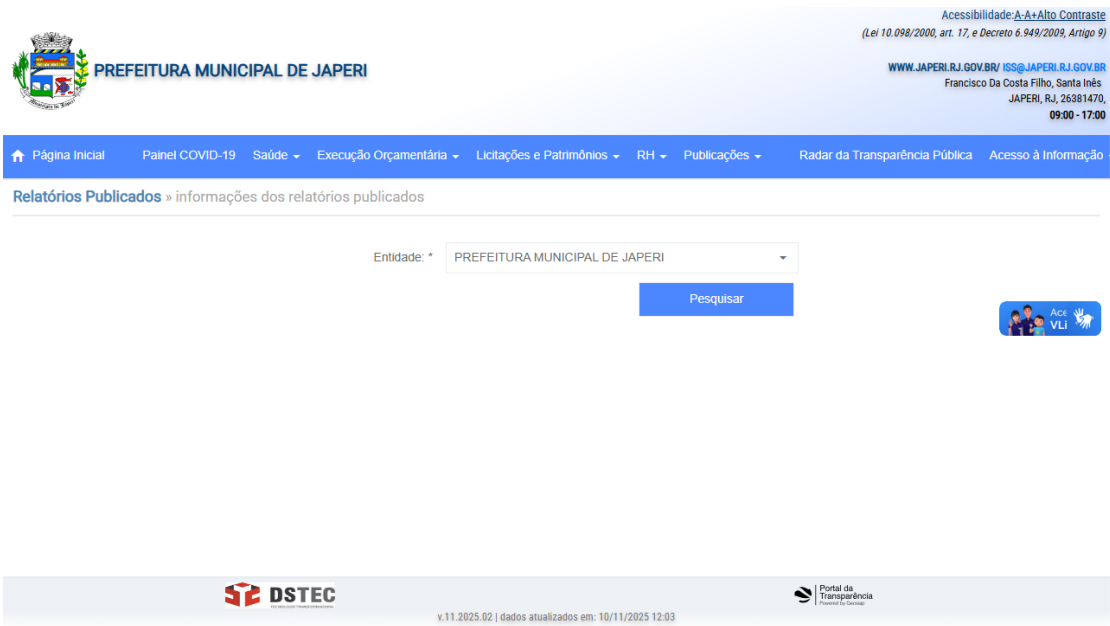 Acessibilidade:A-A+Alto Contraste
(Lei 10.098/2000, art. 17, e Decreto 6.949/2009, Artigo 9)
PREFEITURA MUNICIPAL DE JAPERI
WWW.JAPERI.RJ.GOV.BR/ ISS@JAPERI.RJ.GOV.BR
Francisco Da Costa Filho, Santa Inês
JAPERI, RJ, 26381470,
09:00 - 17:00
Página Inicial Painel COVID-19 Saúde Execução Orçamentária Licitações e Patrimônios RH Publicações Radar da Transparência Pública Acesso à Informação
Relatórios Publicados » informações dos relatórios publicados
Entidade: * PREFEITURA MUNICIPAL DE JAPERI
Pesquisar
Ace
VLi
DSTEC
Portal da
Transparência
Powered by Geosiap
v.11.2025.02 | dados atualizados em: 10/11/2025 12:03